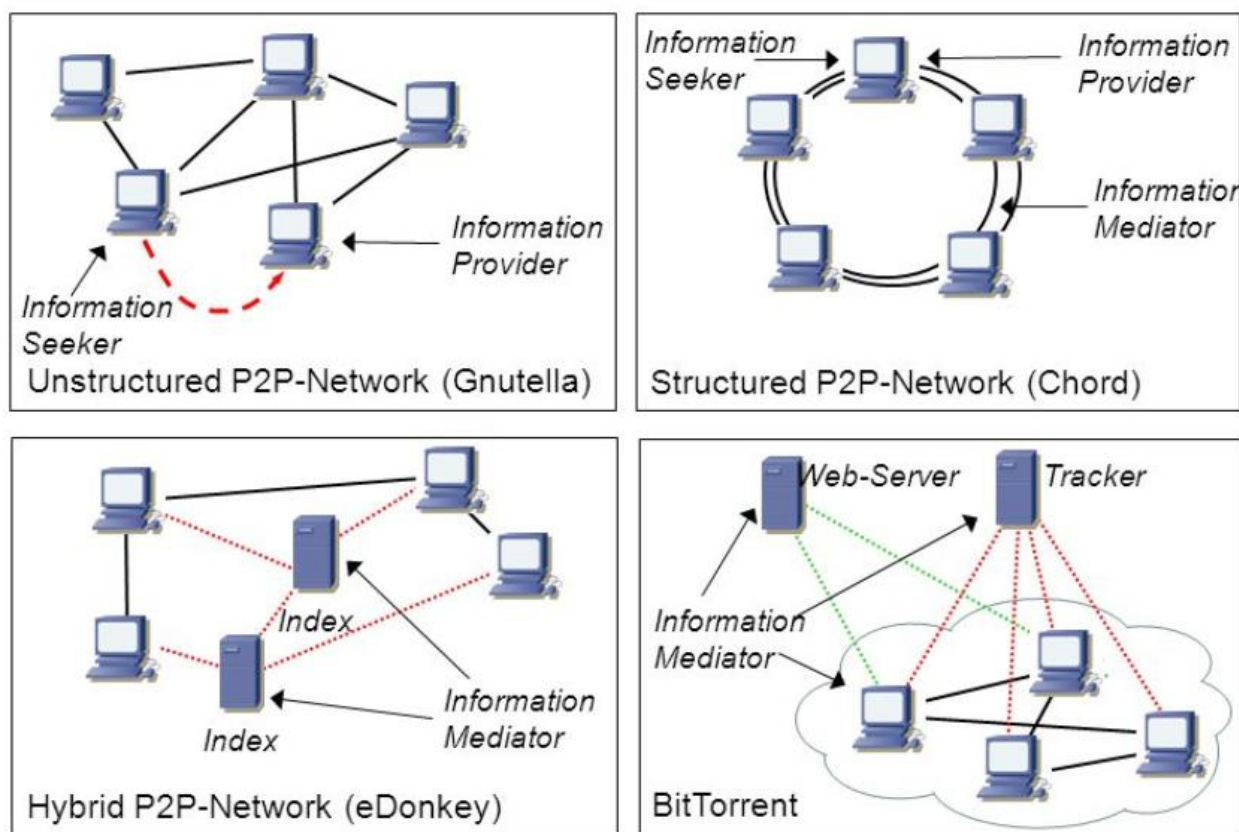 Information
Seeker
Information
Provider
Unstructured P2P-Network (Gnutella)
Information
Seeker
Information
Provider
Information
Mediator
Structured P2P-Network (Chord)
Index
Index
Information
Mediator
Hybrid P2P-Network (eDonkey)
Web-Server
Tracker
Information
Mediator
BitTorrent